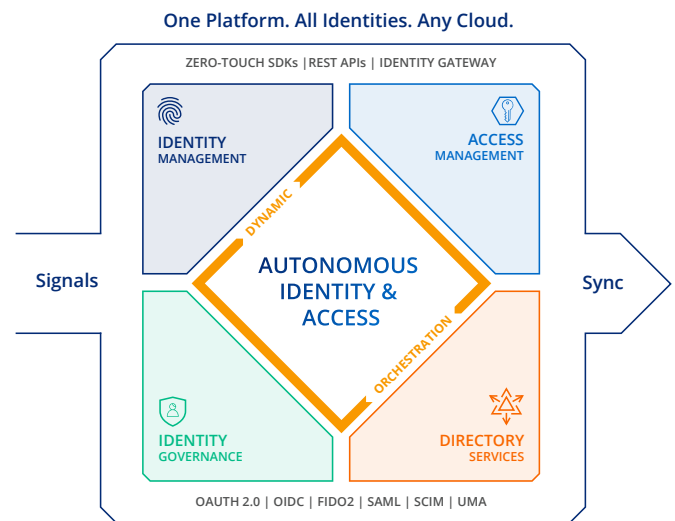 One Platform. All Identities. Any Cloud.
ZERO-TOUCH SDKs |REST APIs | IDENTITY GATEWAY
IDENTITY
MANAGEMENT
ACCESS
MANAGEMENT
DYNAMIC
Signals
AUTONOMOUS
IDENTITY &
ACCESS
Sync
ORCHESTRATION
IDENTITY
GOVERNANCE
DIRECTORY
SERVICES
OAUTH 2.0 | OIDC | FIDO2 | SAML | SCIM | UMA